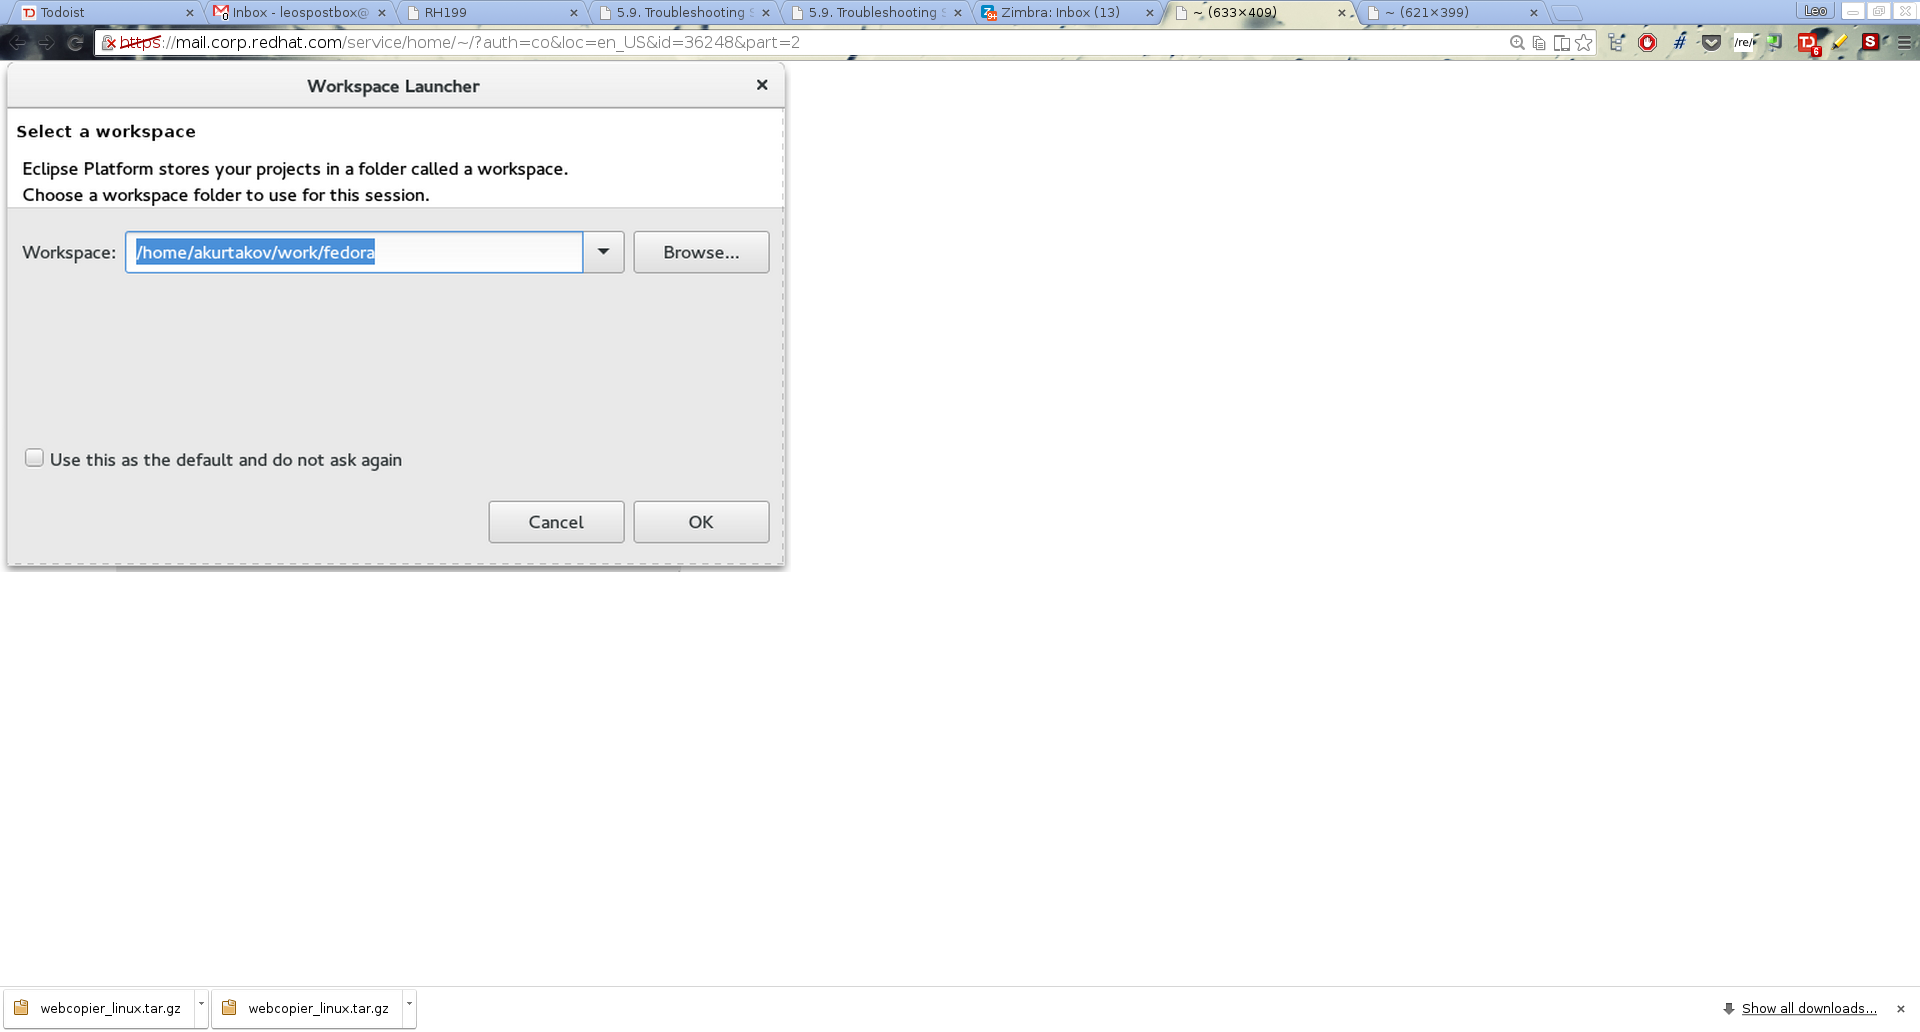 Todoist
Inbox - leospostbox@
RH199
5.9. Troubleshooting
5.9. Troubleshooting
Zimbra: Inbox (13)
~ (633×409)
~ (621×399)
Leo
https://mail.corp.redhat.com/service/home/~/?auth=co&loc=en_US&id=36248&part=2
/re/
6
Workspace Launcher
Select a workspace
Eclipse Platform stores your projects in a folder called a workspace.
Choose a workspace folder to use for this session.
Workspace: /home/akurtakov/work/fedora Browse...
Use this as the default and do not ask again
Cancel OK
webcopier_linux.tar.gz
webcopier_linux.tar.gz
Show all downloads...